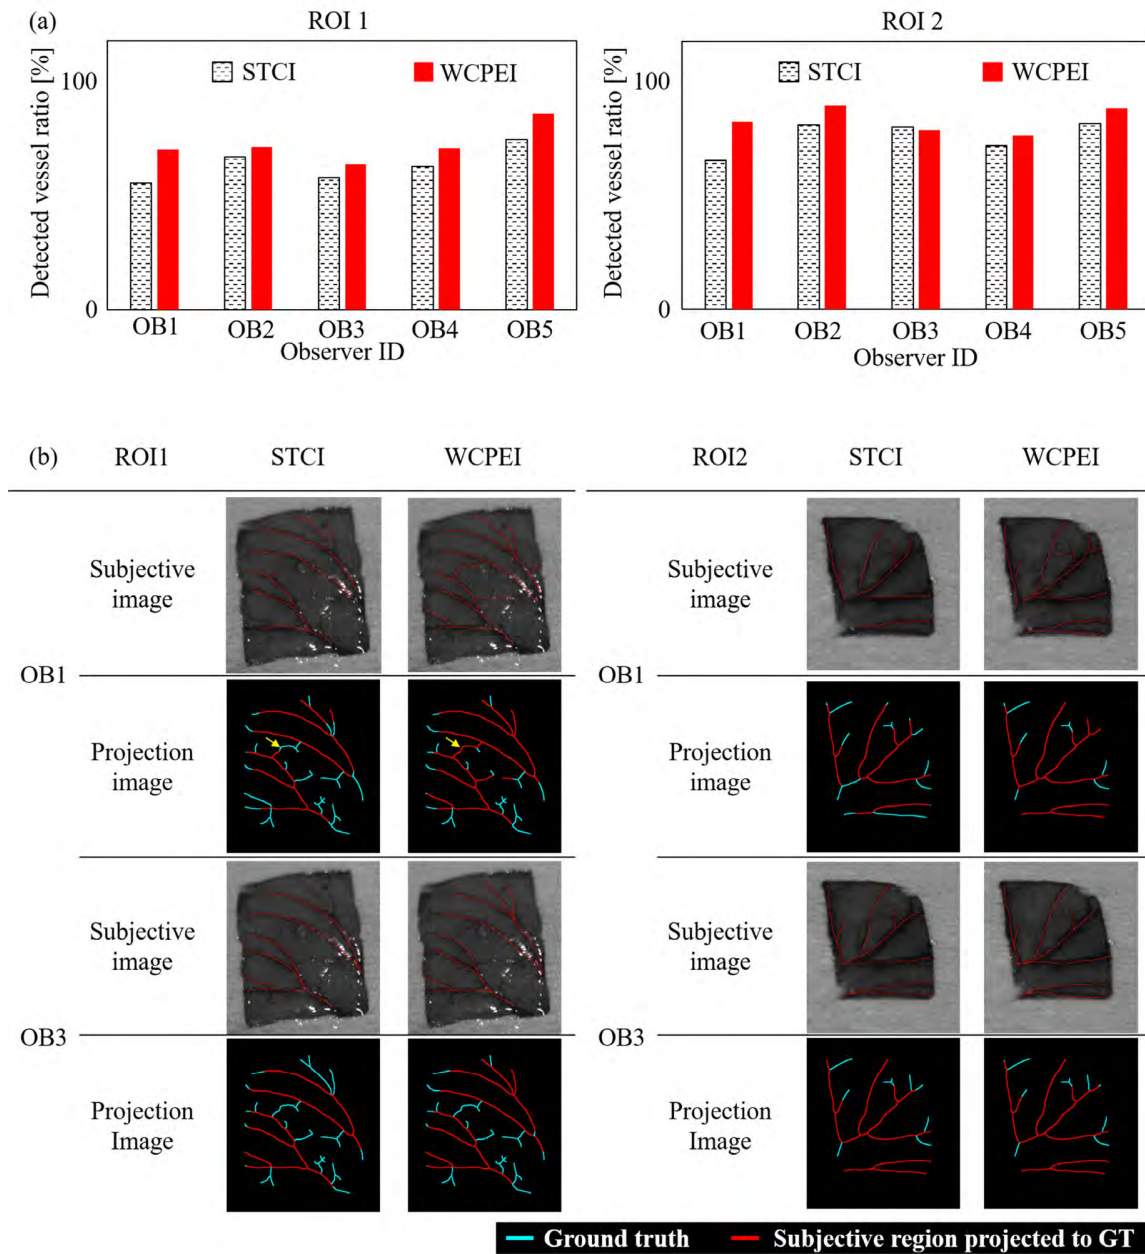 (a)
ROI 1
Detected vessel ratio [%]
100
0
STCI
WCPEI
OB1 OB2 OB3 OB4 OB5
Observer ID
ROI 2
Detected vessel ratio [%]
100
0
STCI
WCPEI
OB1 OB2 OB3 OB4 OB5
Observer ID
(b) ROI1 STCI WCPEI ROI2 STCI WCPEI
Subjective
image
Subjective
image
OB1 OB1
Projection
image
Projection
image
Subjective
image
Subjective
image
OB3 OB3
Projection
Image
Projection
Image
Ground truth Subjective region projected to GT